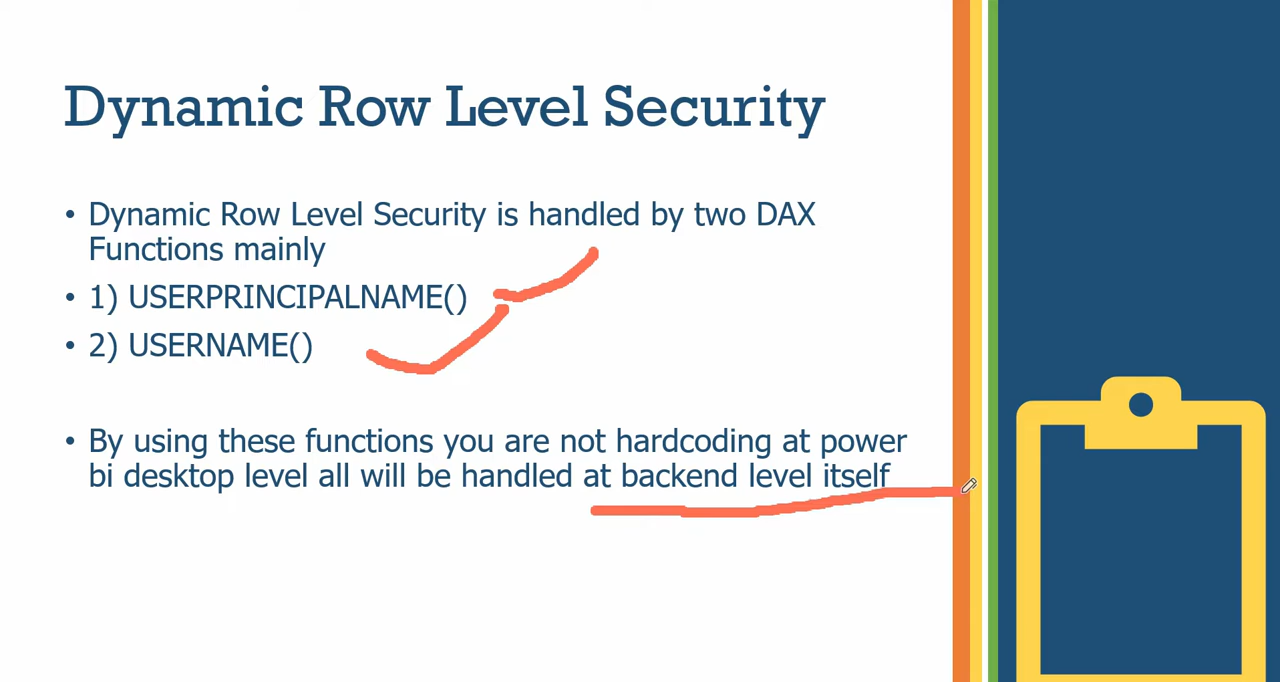 Dynamic Row Level Security
• Dynamic Row Level Security is handled by two DAX
Functions mainly
• 1) USERPRINCIPALNAME()
• 2) USERNAME()
• By using these functions you are not hardcoding at power
bi desktop level all will be handled at backend level itself